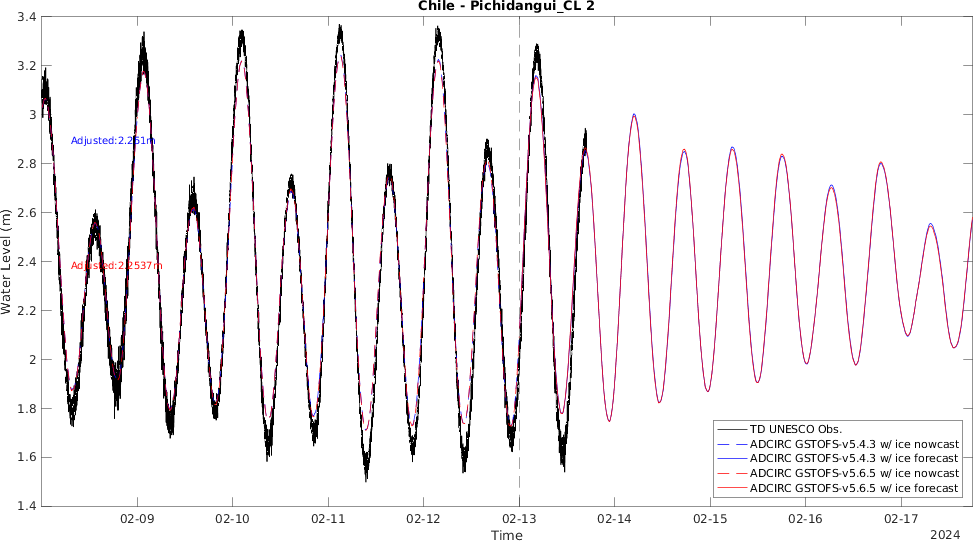 Chile - Pichidangui_CL 2
3.4
3.2
3
2.8
2.6
2.4
2.2
2
1.8
1.6
1.4
Water Level (m)
Adjusted:2.251m
Adjusted:2.2537m
TD UNESCO Obs.
ADCIRC GSTOFS-v5.4.3 w/ ice nowcast
ADCIRC GSTOFS-v5.4.3 w/ ice forecast
ADCIRC GSTOFS-v5.6.5 w/ ice nowcast
ADCIRC GSTOFS-v5.6.5 w/ ice forecast
02-09
02-10
02-11
02-12
02-13
02-14
02-15
02-16
02-17
Time
2024